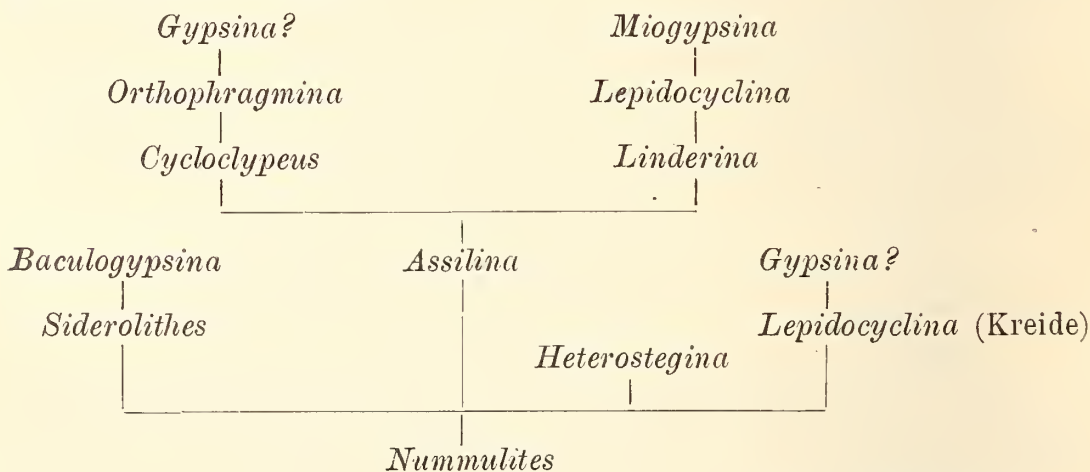 Gypsina? Miogypsina
Orthophragmina Lepidocyclina
Cycloclypeus Linderina
Baculogypsina Assilina Gypsina?
Siderolithes Lepidocyclina (Kreide)
Heterostegina
Nummulites